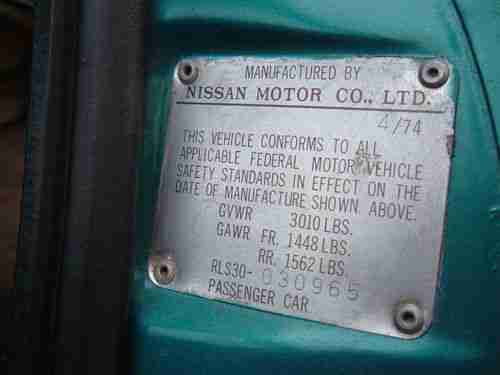 MANUFACTURED BY
NISSAN MOTOR CO., LTD.
4/74
THIS VEHICLE CONFORMS TO ALL
APPLICABLE FEDERAL MOTOR VEHICLE
SAFETY STANDARDS IN EFFECT ON THE
DATE OF MANUFACTURE SHOWN ABOVE.
GVWR 3010 LBS.
GAWR FR. 1448 LBS.
RR. 1562 LBS.
RLS30-030965
PASSENGER CAR